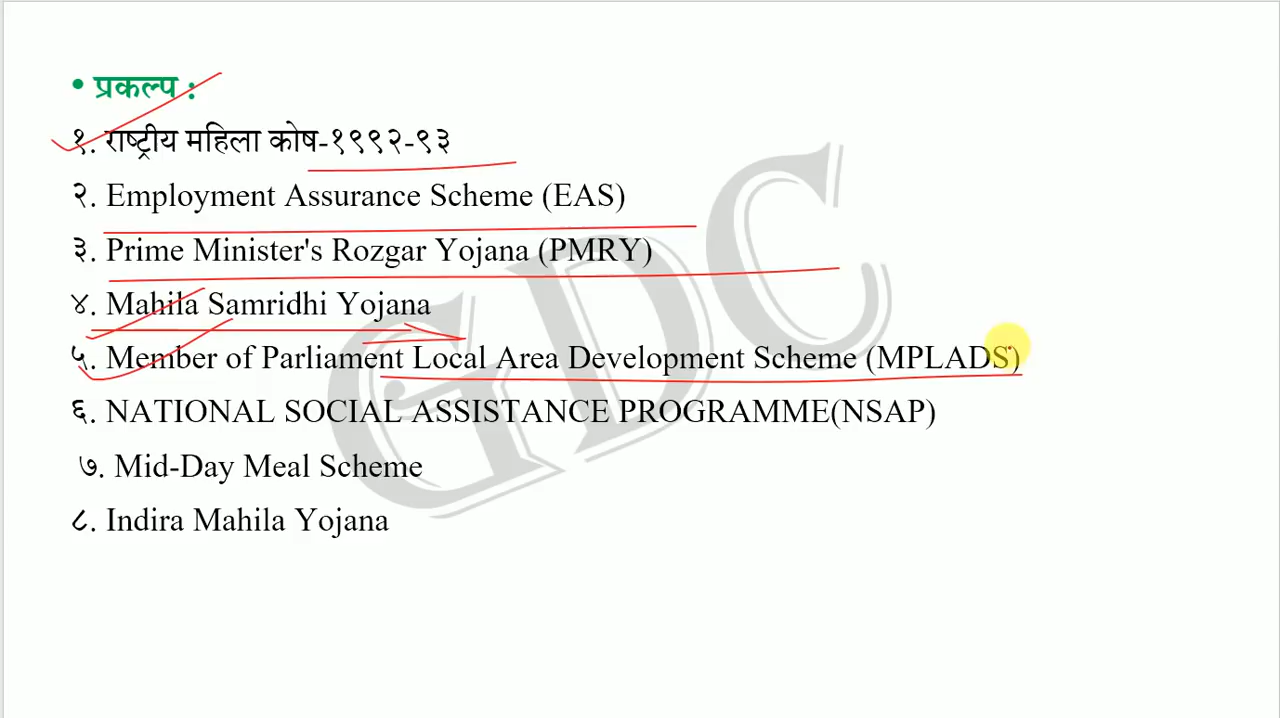 • प्रकल्प :
१. राष्ट्रीय महिला कोष-१९९२-९३
२. Employment Assurance Scheme (EAS)
३. Prime Minister's Rozgar Yojana (PMRY)
४. Mahila Samridhi Yojana
५. Member of Parliament Local Area Development Scheme (MPLADS)
६. NATIONAL SOCIAL ASSISTANCE PROGRAMME(NSAP)
७. Mid-Day Meal Scheme
८. Indira Mahila Yojana
GDC